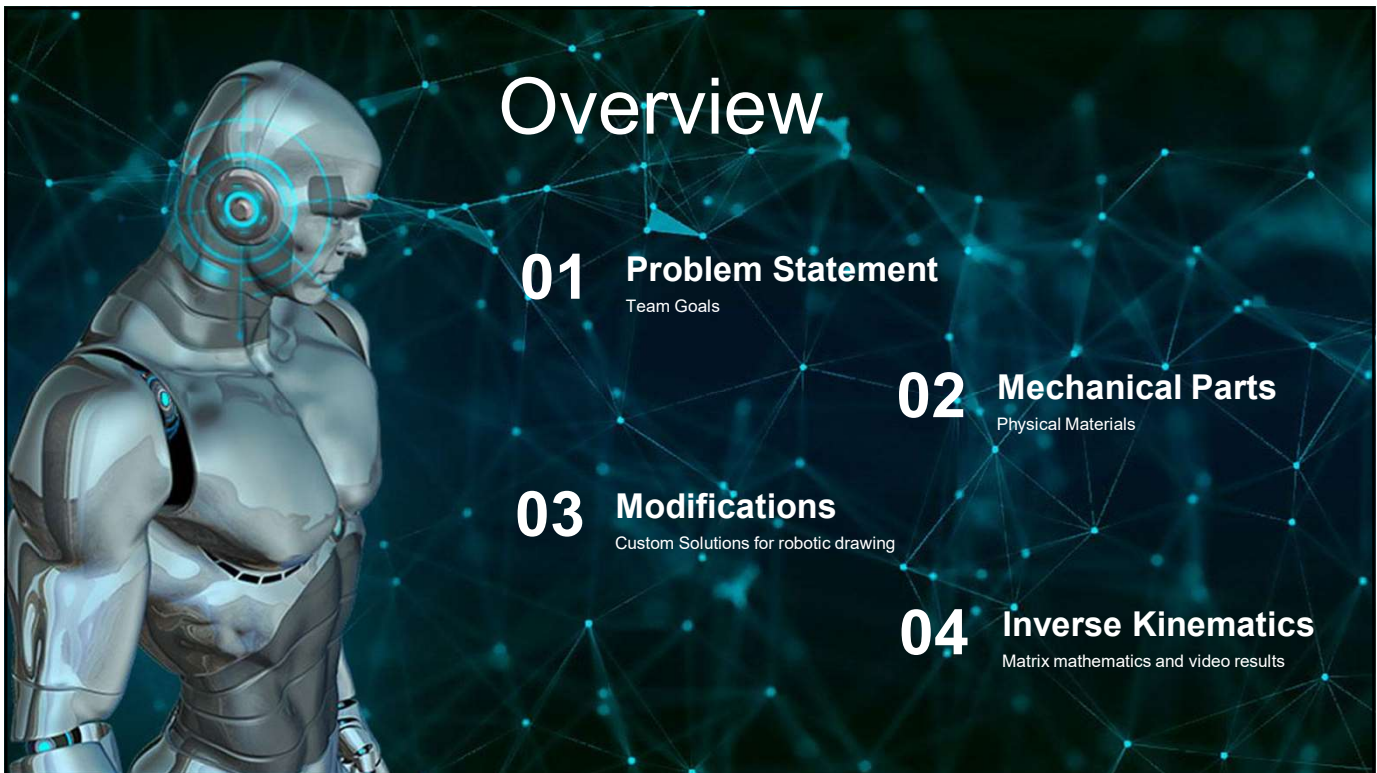 Overview
01
Problem Statement
Team Goals
02
Mechanical Parts
Physical Materials
03
Modifications
Custom Solutions for robotic drawing
04
Inverse Kinematics
Matrix mathematics and video results